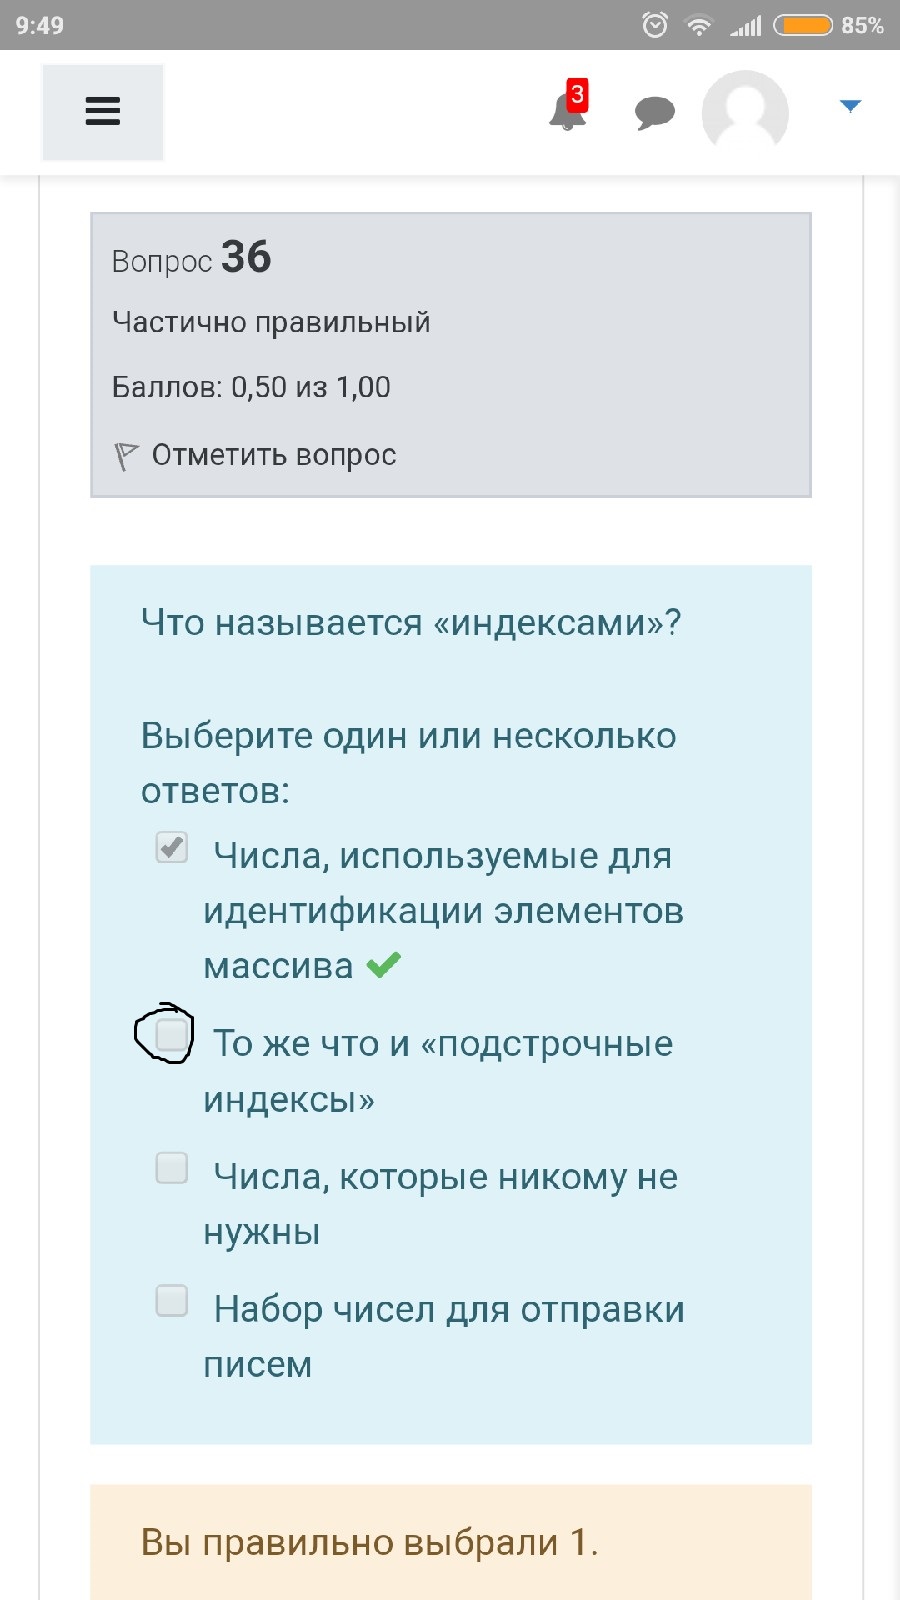 9:49
85%
3
Вопрос 36
Частично правильный
Баллов: 0,50 из 1,00
Отметить вопрос
Что называется «индексами»?
Выберите один или несколько
ответов:
Числа, используемые для
идентификации элементов
массива
То же что и «подстрочные
индексы»
Числа, которые никому не
нужны
Набор чисел для отправки
писем
Вы правильно выбрали 1.